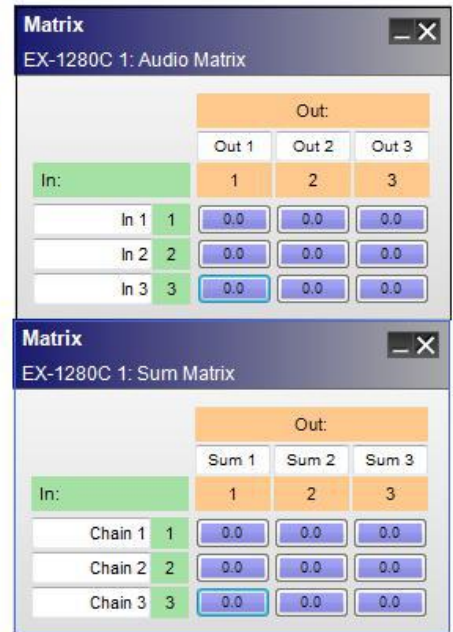 Matrix
EX-1280C 1: Audio Matrix
Out:
Out 1 Out 2 Out 3
In: 1 2 3
In 1 1 0.0 0.0 0.0
In 2 2 0.0 0.0 0.0
In 3 3 0.0 0.0 0.0
Matrix
EX-1280C 1: Sum Matrix
Out:
Sum 1 Sum 2 Sum 3
In: 1 2 3
Chain 1 1 0.0 0.0 0.0
Chain 2 2 0.0 0.0 0.0
Chain 3 3 0.0 0.0 0.0